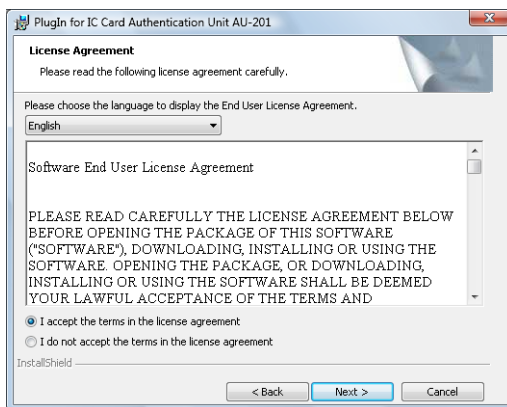 PlugIn for IC Card Authentication Unit AU-201
License Agreement
Please read the following license agreement carefully.
Please choose the language to display the End User License Agreement.
English
Software End User License Agreement
PLEASE READ CAREFULLY THE LICENSE AGREEMENT BELOW
BEFORE OPENING THE PACKAGE OF THIS SOFTWARE
("SOFTWARE"), DOWNLOADING, INSTALLING OR USING THE
SOFTWARE. OPENING THE PACKAGE, OR DOWNLOADING,
INSTALLING OR USING THE SOFTWARE SHALL BE DEEMED
YOUR LAWFUL ACCEPTANCE OF THE TERMS AND
I accept the terms in the license agreement
I do not accept the terms in the license agreement
InstallShield
< Back Next > Cancel